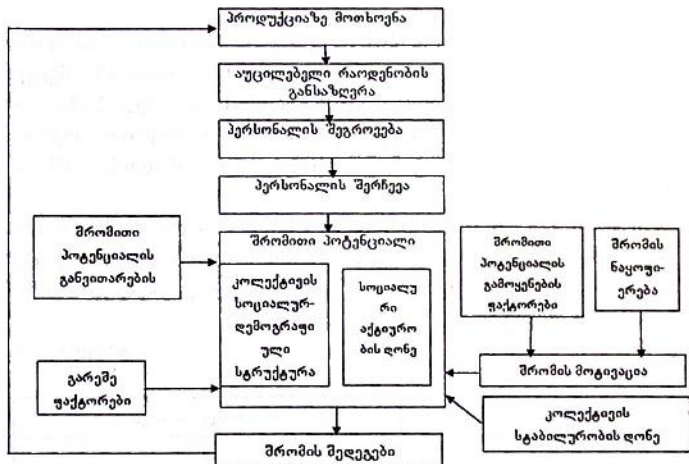 პროდუქციაზე მოთხოვნა
აუცილებელი რაოდენობის
განსაზღვრა
პერსონალის შეგროვება
პერსონალის შერჩევა
შრომითი პოტენციალი
შრომითი
პოტენციალის
განვითარების
კოლექტივის
სოციალურ-
დემოგრაფი
ული
სტრუქტურა
სოციალუ
რი
აქტიურო
ბის დონე
შრომითი
პოტენციალის
გამოყენების
ფაქტორები
შრომის
ნაყოფი-
ერება
გარეშე
ფაქტორები
შრომის მოტივაცია
კოლექტივის
სტაბილურობის დონე
შრომის შედეგები